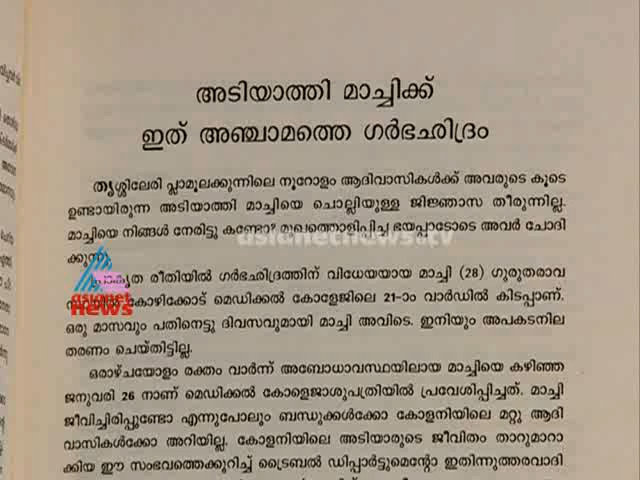 അടിയാത്തി മാച്ചിക്ക്
ഇത് അഞ്ചാമത്തെ ഗർഭഛിദ്രം
തൃശ്ശിലേരി പ്ലാമൂലക്കുന്നിലെ നൂറോളം ആദിവാസികൾക്ക് അവരുടെ കൂടെ
ഉണ്ടായിരുന്ന അടിയാത്തി മാച്ചിയെ ചൊല്ലിയുള്ള ജിജ്ഞാസ തീരുന്നില്ല.
മാച്ചിയെ നിങ്ങൾ നേരിട്ടു കണ്ടോ? മുഖത്തൊളിപ്പിച്ച ഭയപ്പാടോടെ അവർ ചോദി
ക്കുന്നു.
asianetnews.tv
പ്രാകൃത രീതിയിൽ ഗർഭഛിദ്രത്തിന് വിധേയയായ മാച്ചി (28) ഗുരുതരാവ
സ്ഥയിൽ കോഴിക്കോട് മെഡിക്കൽ കോളേജിലെ 21-ാം വാർഡിൽ കിടപ്പാണ്.
asianet
news
ഒരു മാസവും പതിനെട്ടു ദിവസവുമായി മാച്ചി അവിടെ. ഇനിയും അപകടനില
തരണം ചെയ്തിട്ടില്ല.
ഒരാഴ്ചയോളം രക്തം വാർന്ന് അബോധാവസ്ഥയിലായ മാച്ചിയെ കഴിഞ്ഞ
ജനുവരി 26 നാണ് മെഡിക്കൽ കോളെജാശുപത്രിയിൽ പ്രവേശിപ്പിച്ചത്. മാച്ചി
ജീവിച്ചിരിപ്പുണ്ടോ എന്നുപോലും ബന്ധുക്കൾക്കോ കോളനിയിലെ മറ്റു ആദി
വാസികൾക്കോ അറിയില്ല. കോളനിയിലെ അടിയാരുടെ ജീവിതം താറുമാറാ
ക്കിയ ഈ സംഭവത്തെക്കുറിച്ച് ട്രൈബൽ ഡിപ്പാർട്ടുമെന്റോ ഇതിന്നുത്തരവാദി